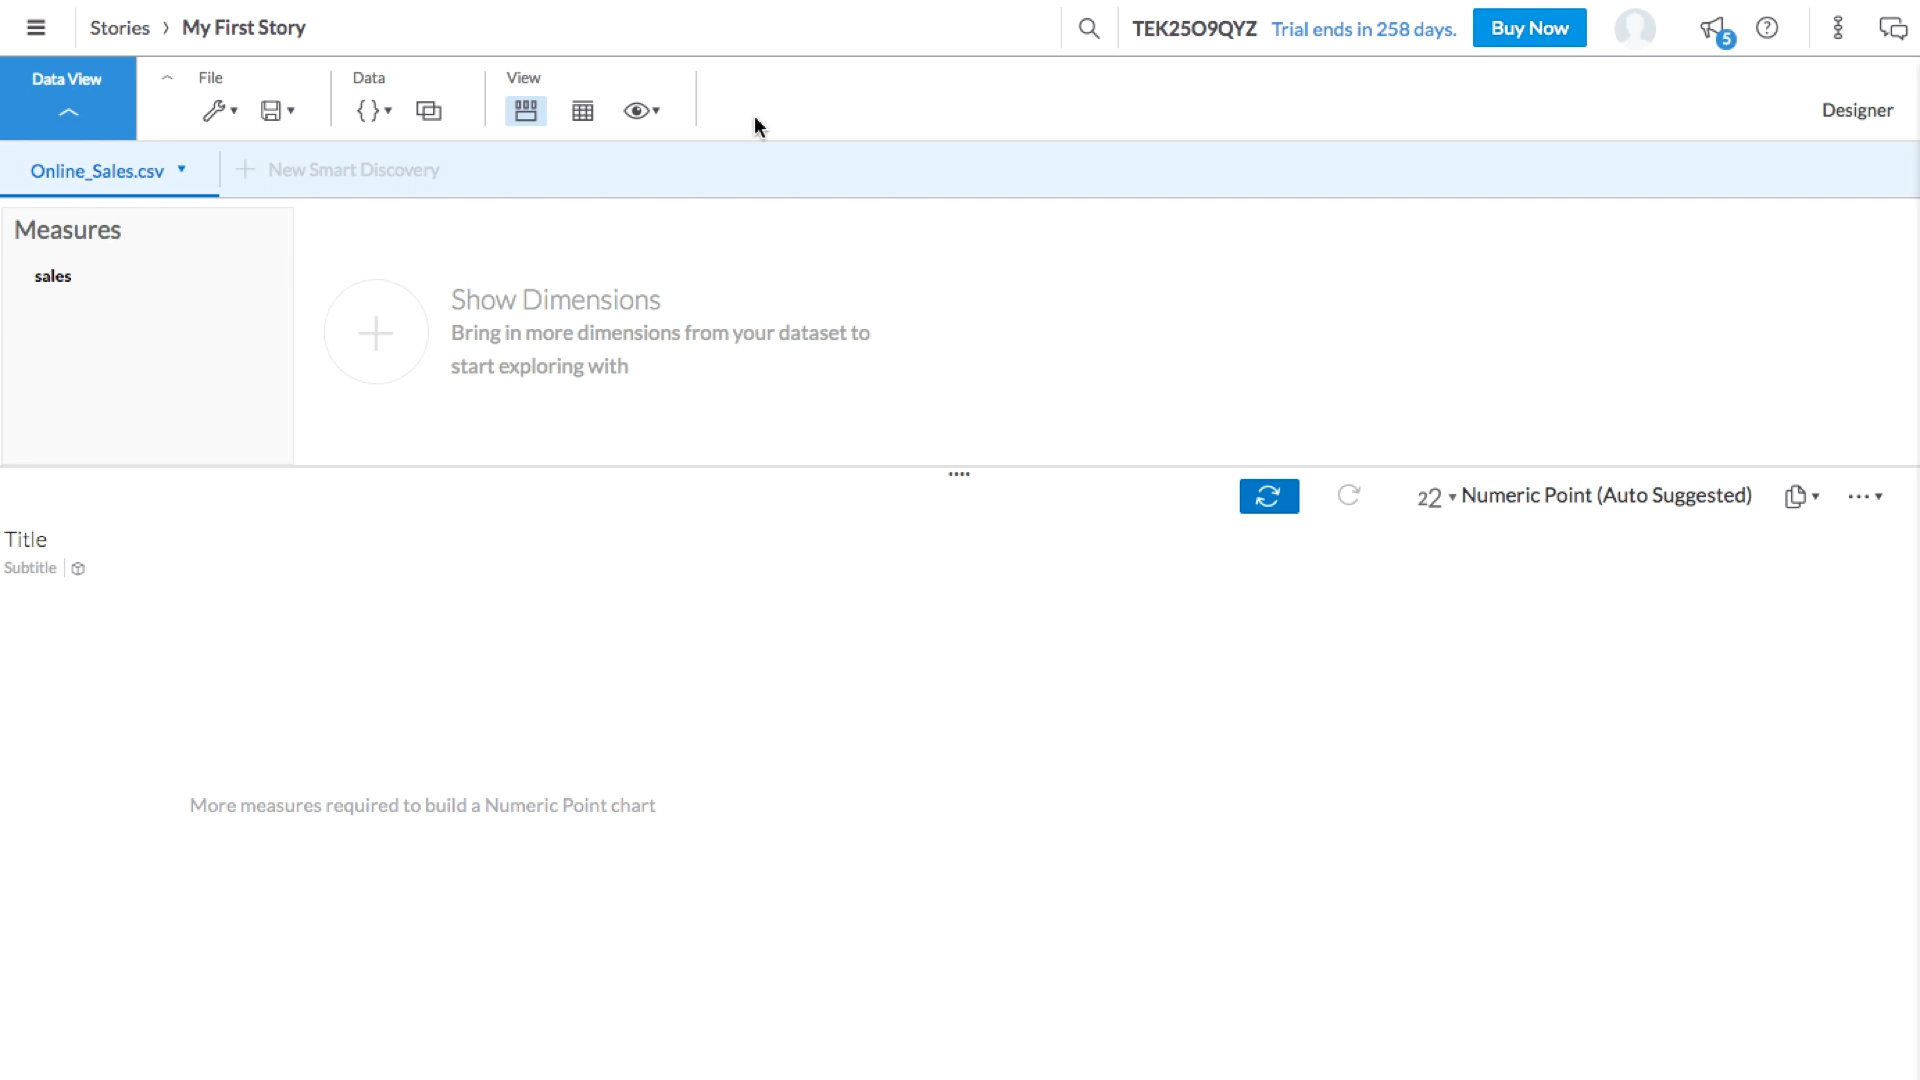 Stories > My First Story
TEK25O9QYZ Trial ends in 258 days. Buy Now
5
Data View
File
Data
View
Designer
Online_Sales.csv
New Smart Discovery
Measures
sales
Show Dimensions
Bring in more dimensions from your dataset to
start exploring with
22 Numeric Point (Auto Suggested)
Title
Subtitle
More measures required to build a Numeric Point chart